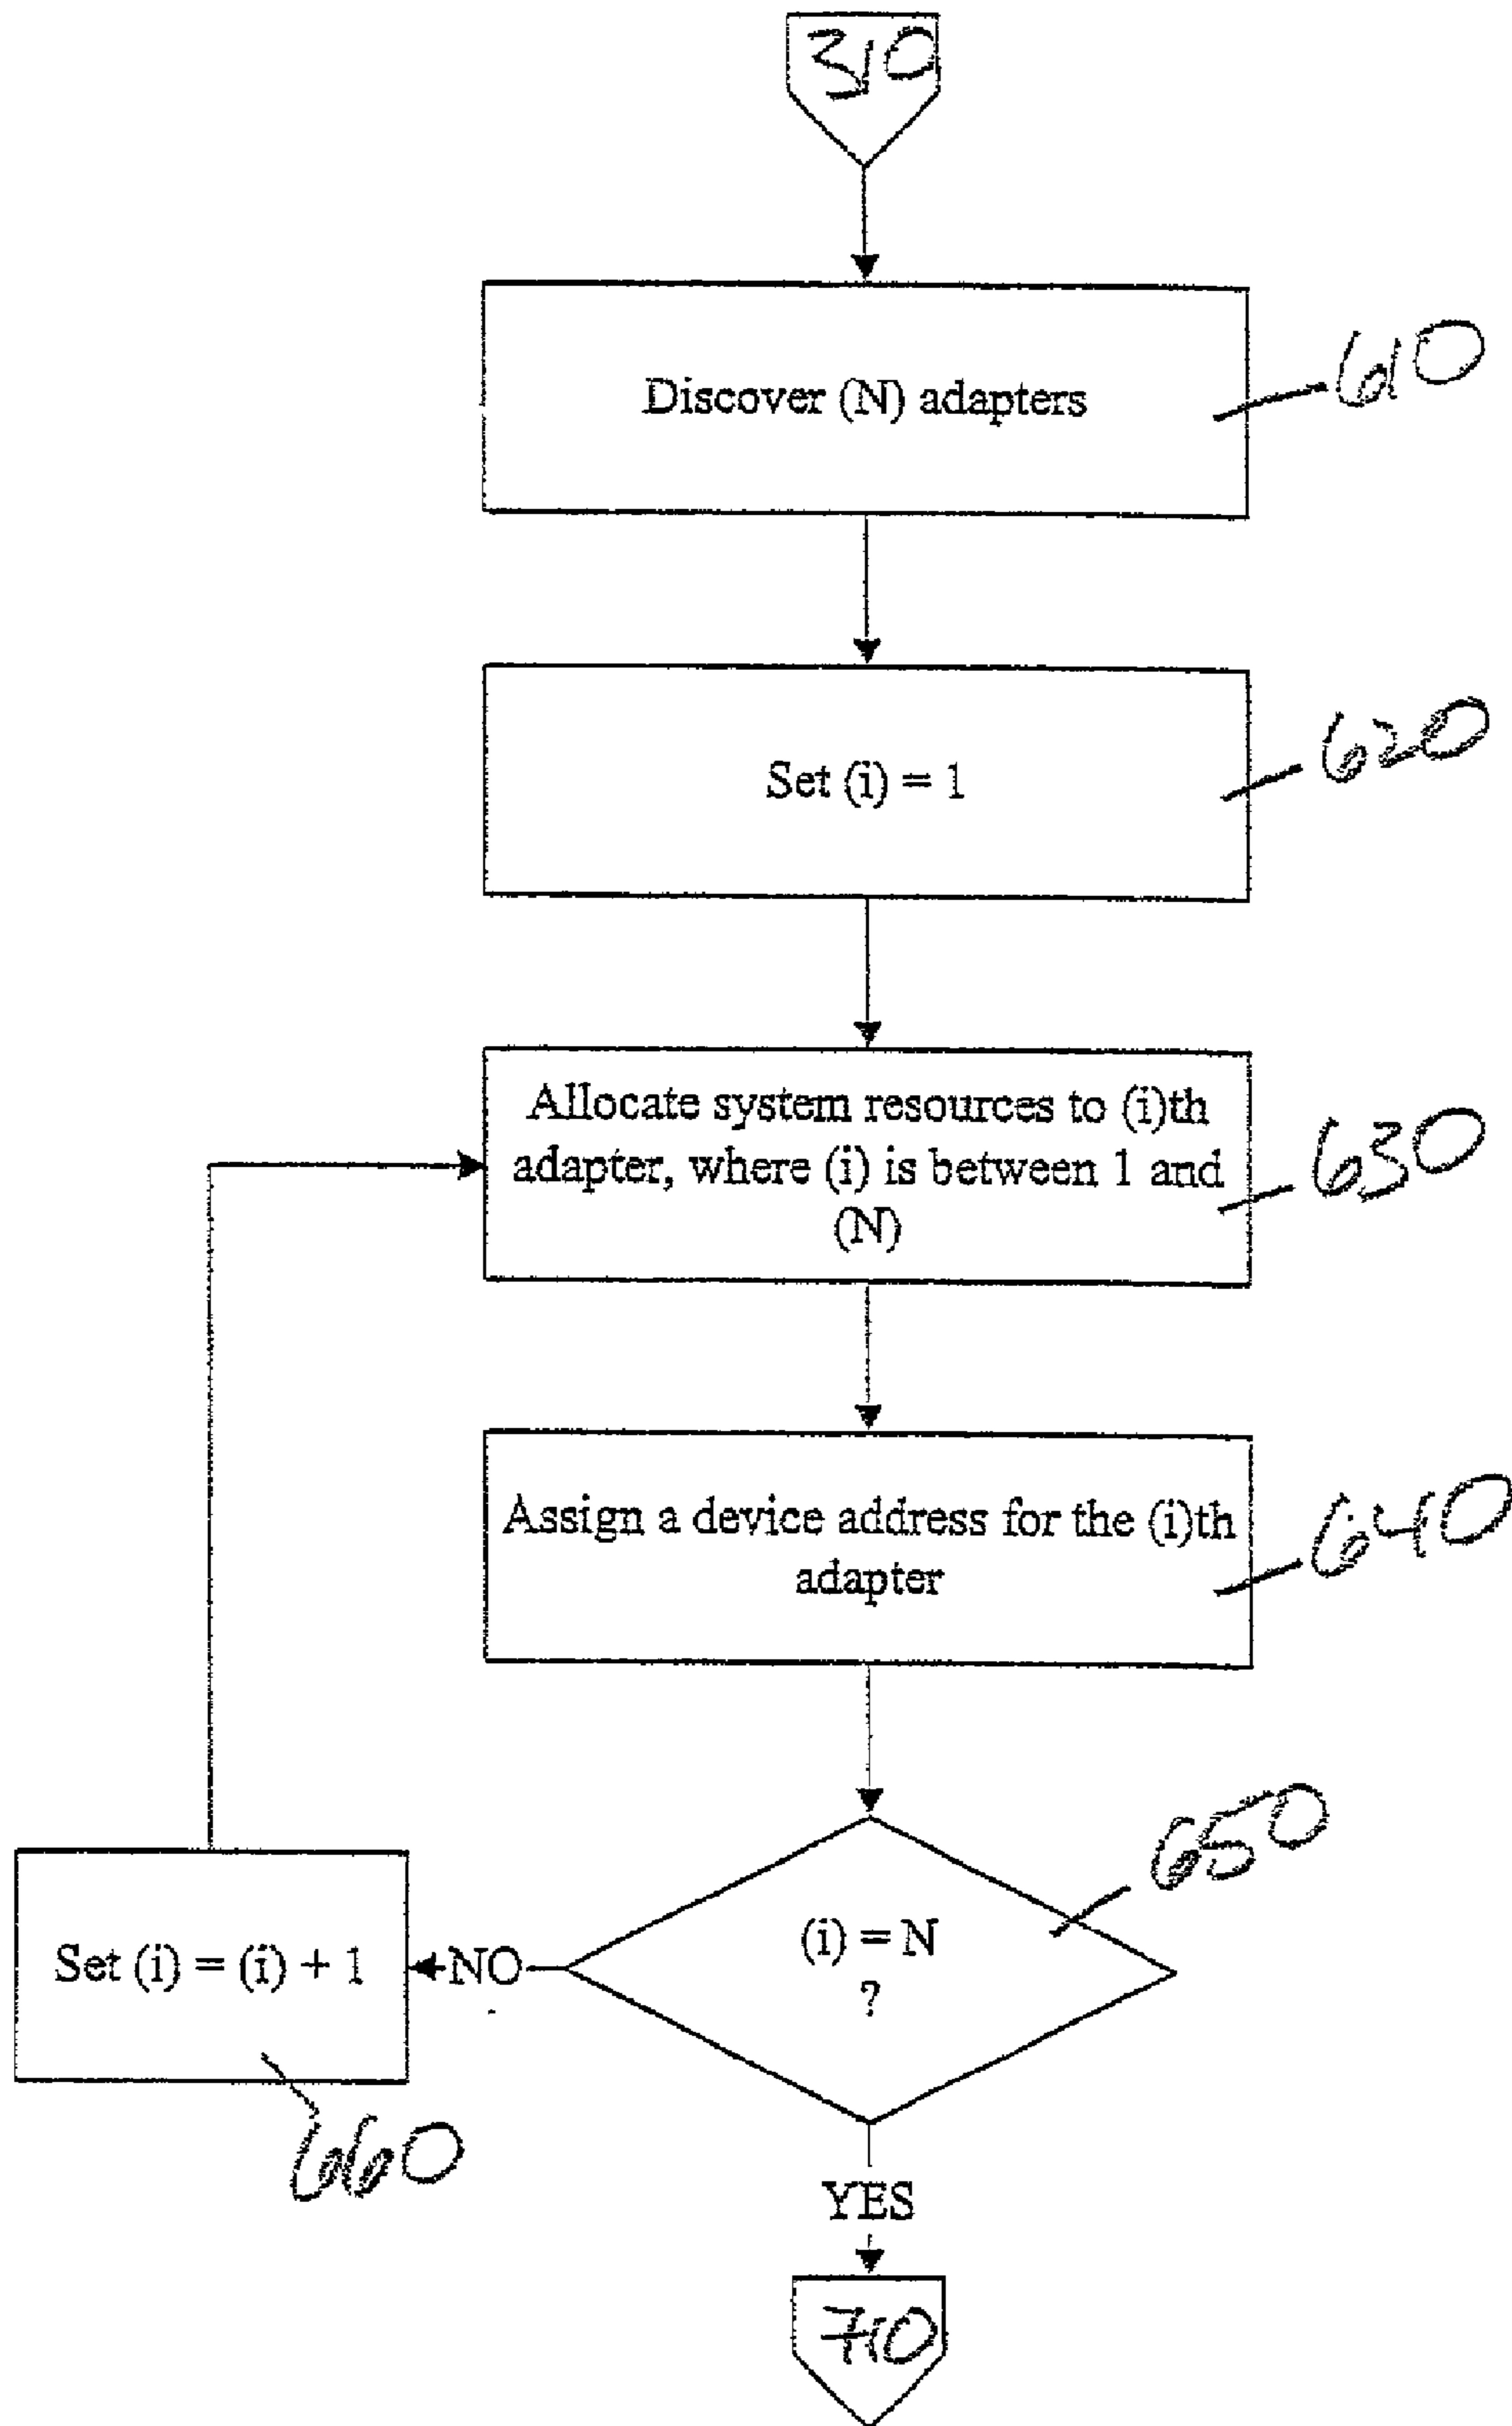 310
Discover (N) adapters
610
Set (i) = 1
620
Allocate system resources to (i)th
adapter, where (i) is between 1 and
(N)
630
Assign a device address for the (i)th
adapter
640
(i) = N
?
650
NO
Set (i) = (i) + 1
660
YES
710